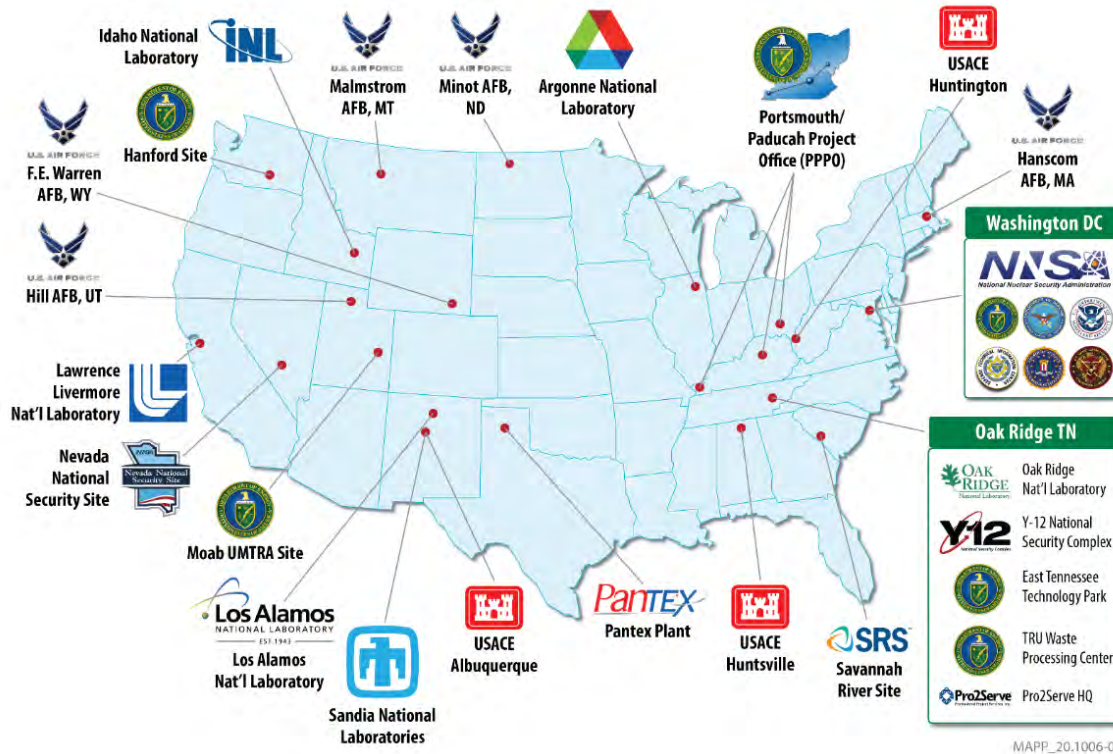 Idaho National
Laboratory
INL
U.S. AIR FORCE
Malmstrom
AFB, MT
U.S. AIR FORCE
Minot AFB,
ND
Argonne National
Laboratory
Portsmouth/
Paducah Project
Office (PPPO)
USACE
Huntington
U.S. AIR FORCE
Hanscom
AFB, MA
Hanford Site
U.S. AIR FORCE
F.E. Warren
AFB, WY
U.S. AIR FORCE
Hill AFB, UT
Lawrence
Livermore
Nat'l Laboratory
Nevada
National
Security Site
Nevada National
Security Site
Moab UMTRA Site
Los Alamos
NATIONAL LABORATORY
EST. 1943
Los Alamos
Nat'l Laboratory
Sandia National
Laboratories
USACE
Albuquerque
PanTEX
Pantex Plant
USACE
Huntsville
SRS
Savannah
River Site
Washington DC
NNSA
National Nuclear Security Administration
Oak Ridge TN
OAK
RIDGE
National Laboratory
Oak Ridge
Nat'l Laboratory
Y-12
Y-12 National
Security Complex
East Tennessee
Technology Park
TRU Waste
Processing Center
Pro2Serve
Pro2Serve HQ